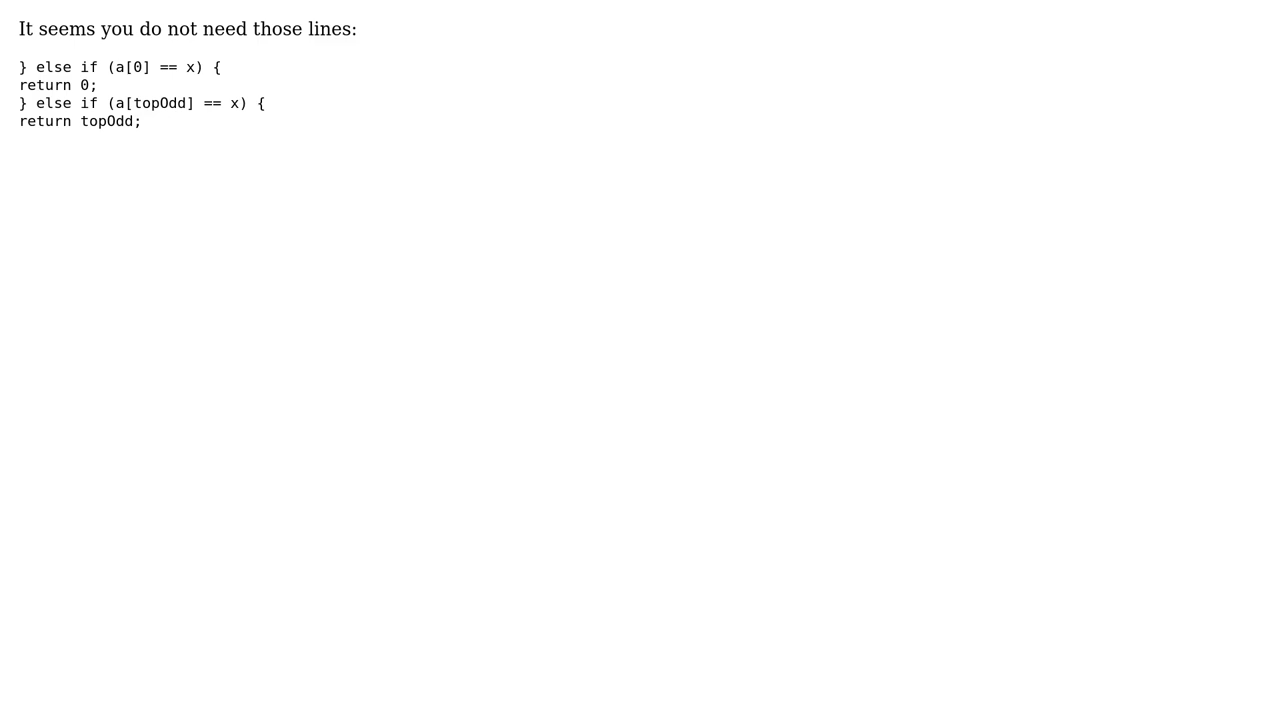 It seems you do not need those lines:
} else if (a[0] == x) {
return 0;
} else if (a[topOdd] == x) {
return topOdd;